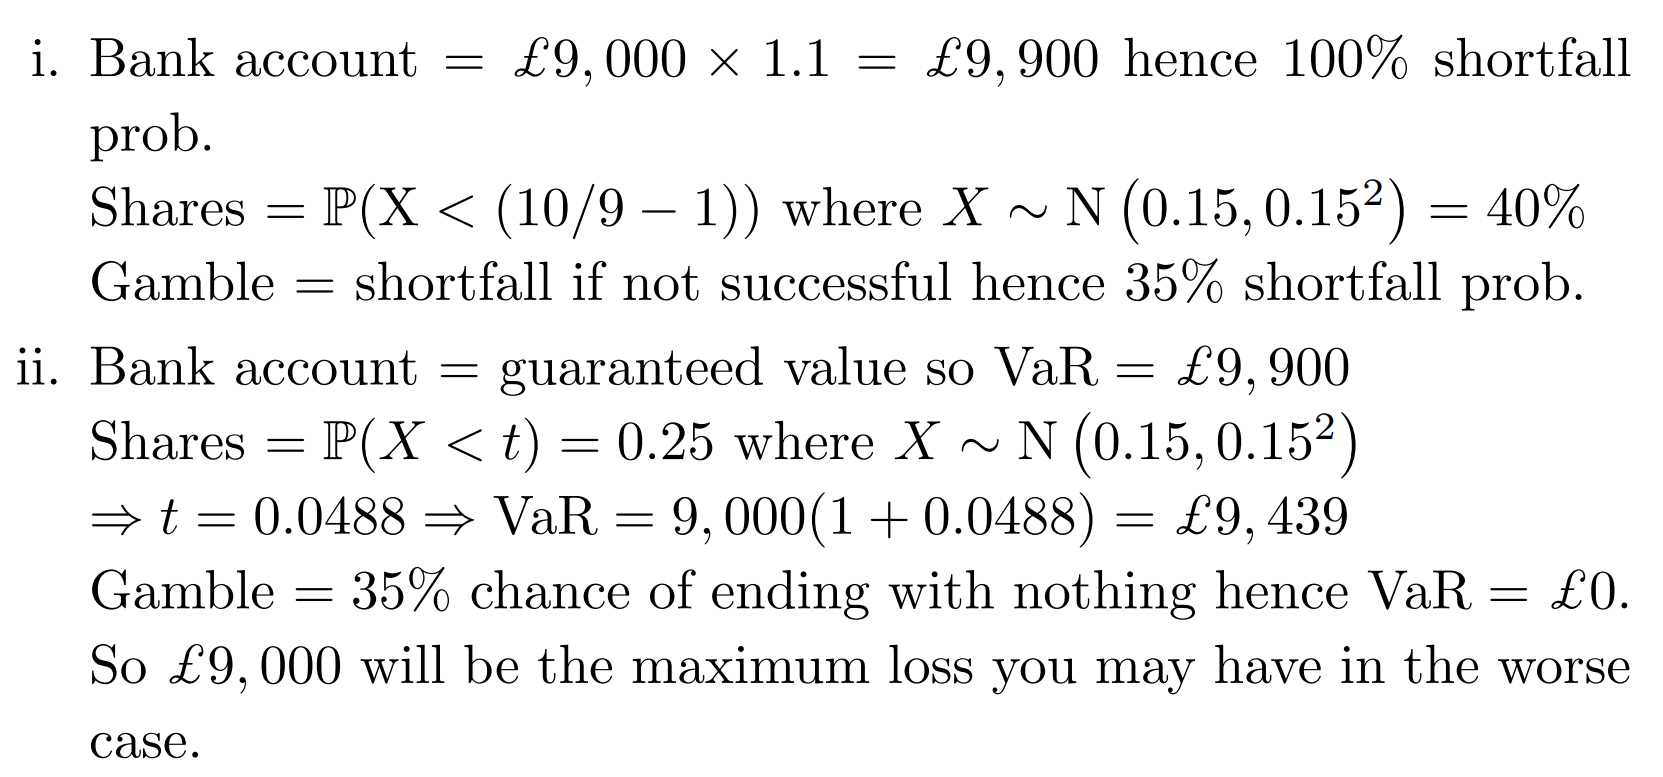 i. Bank account = £9,000 × 1.1 = £9,900 hence 100% shortfall
prob.
Shares = ℙ(X < (10/9 − 1)) where X ∼ N (0.15, 0.15²) = 40%
Gamble = shortfall if not successful hence 35% shortfall prob.
ii. Bank account = guaranteed value so VaR = £9,900
Shares = ℙ(X < t) = 0.25 where X ∼ N (0.15, 0.15²)
⇒ t = 0.0488 ⇒ VaR = 9,000(1 + 0.0488) = £9,439
Gamble = 35% chance of ending with nothing hence VaR = £0.
So £9,000 will be the maximum loss you may have in the worse
case.